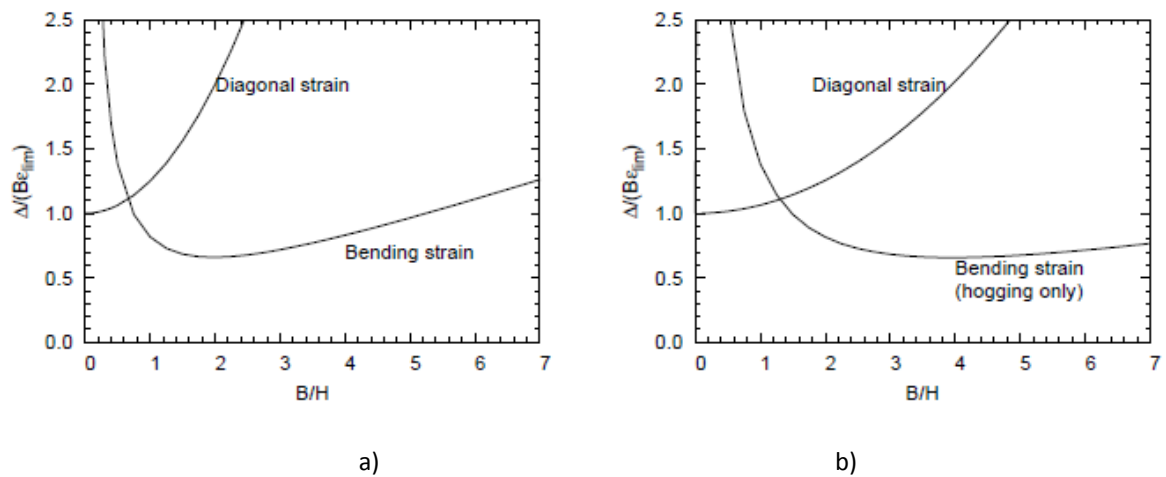 2.5
2.0
1.5
1.0
0.5
0.0
Δ/(Bε_lim)
0 1 2 3 4 5 6 7
B/H
Diagonal strain
Bending strain
a)
2.5
2.0
1.5
1.0
0.5
0.0
Δ/(Bε_lim)
0 1 2 3 4 5 6 7
B/H
Diagonal strain
Bending strain
(hogging only)
b)